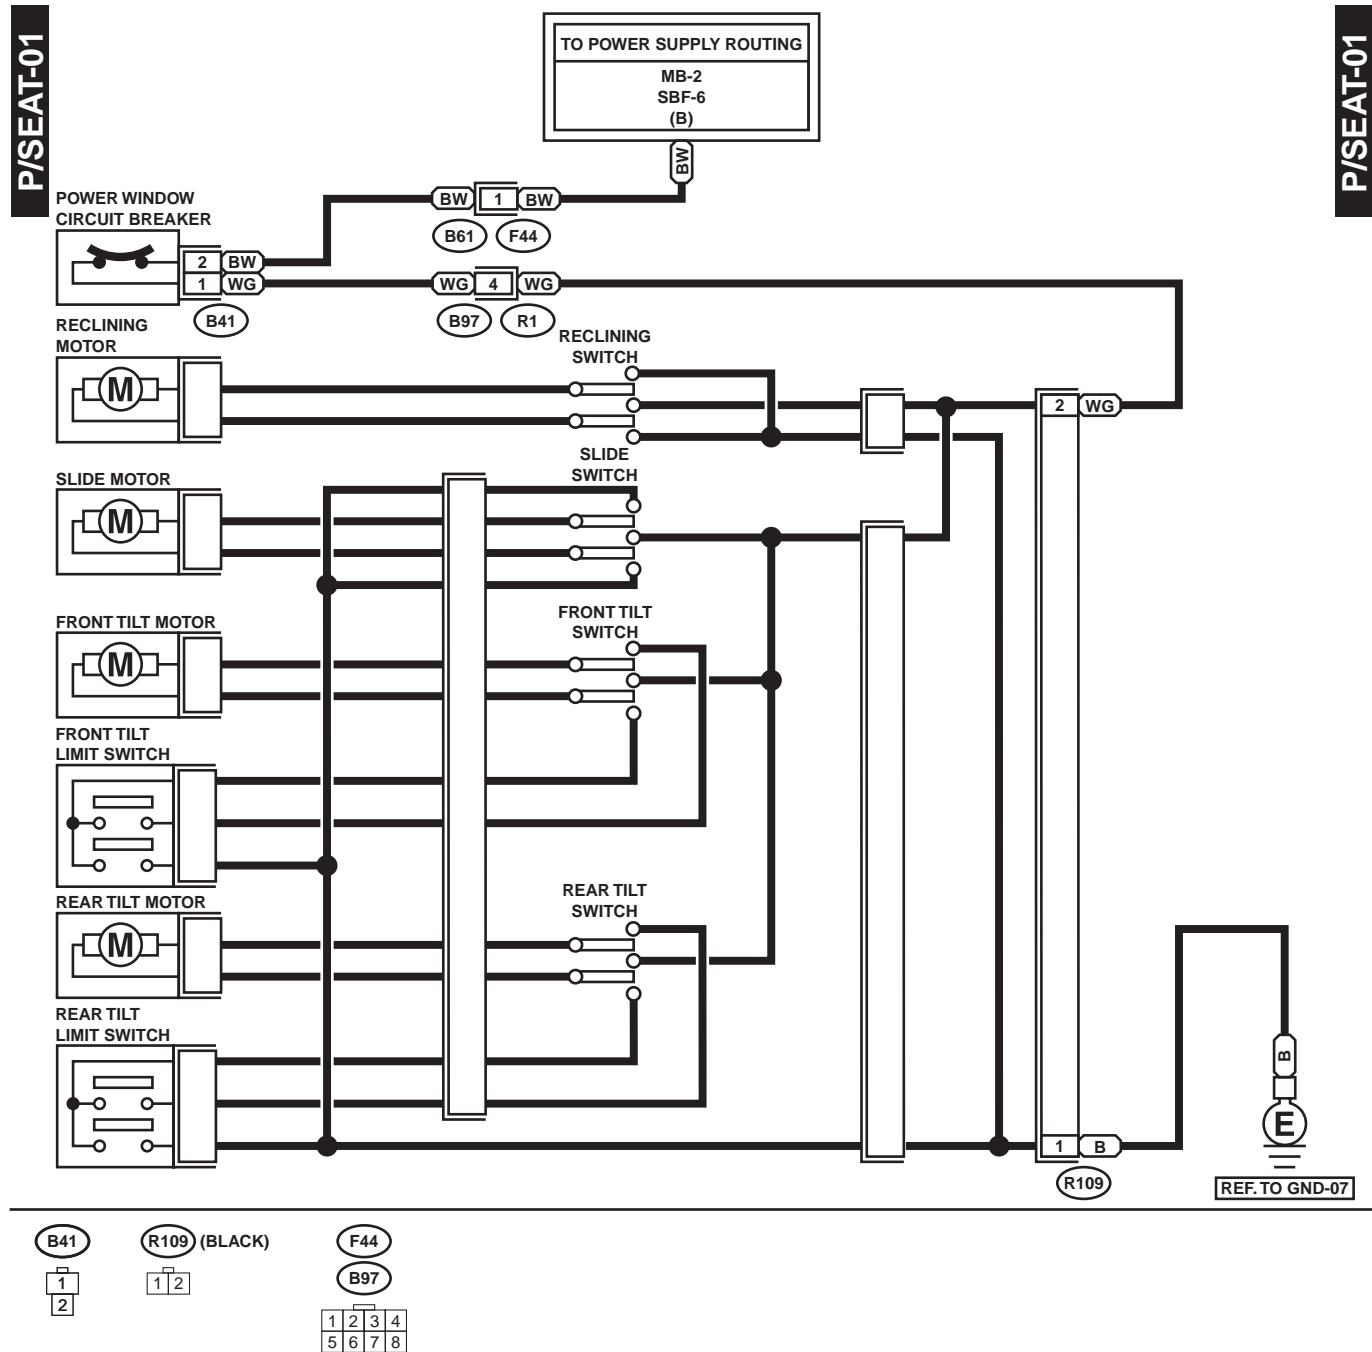 P/SEAT-01
P/SEAT-01
TO POWER SUPPLY ROUTING
MB-2
SBF-6
(B)
BW
POWER WINDOW
CIRCUIT BREAKER
BW 1 BW
B61 F44
2 BW
1 WG
WG 4 WG
B41
B97 R1
RECLINING
MOTOR
RECLINING
SWITCH
M
2 WG
SLIDE
SWITCH
SLIDE MOTOR
M
FRONT TILT MOTOR
FRONT TILT
SWITCH
M
FRONT TILT
LIMIT SWITCH
REAR TILT MOTOR
REAR TILT
SWITCH
M
REAR TILT
LIMIT SWITCH
B
E
1 B
R109
REF. TO GND-07
B41
R109 (BLACK)
F44
B97
1
2
1 2
1 2 3 4
5 6 7 8